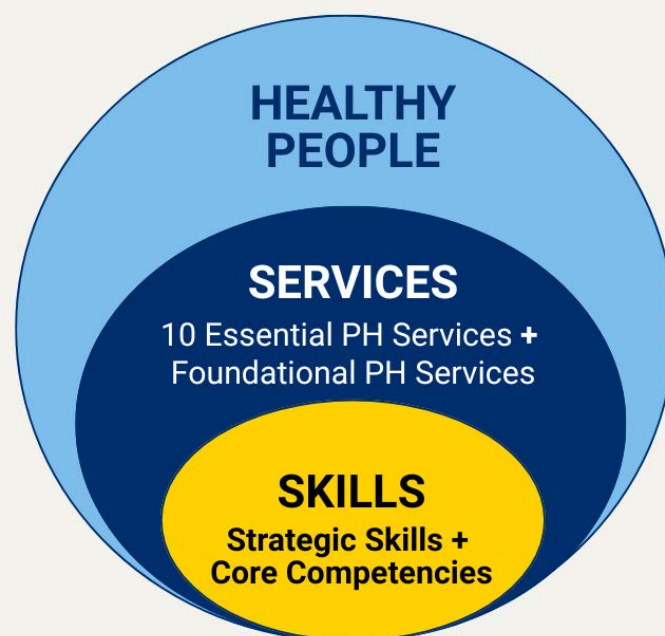 HEALTHY
PEOPLE
SERVICES
10 Essential PH Services +
Foundational PH Services
SKILLS
Strategic Skills +
Core Competencies